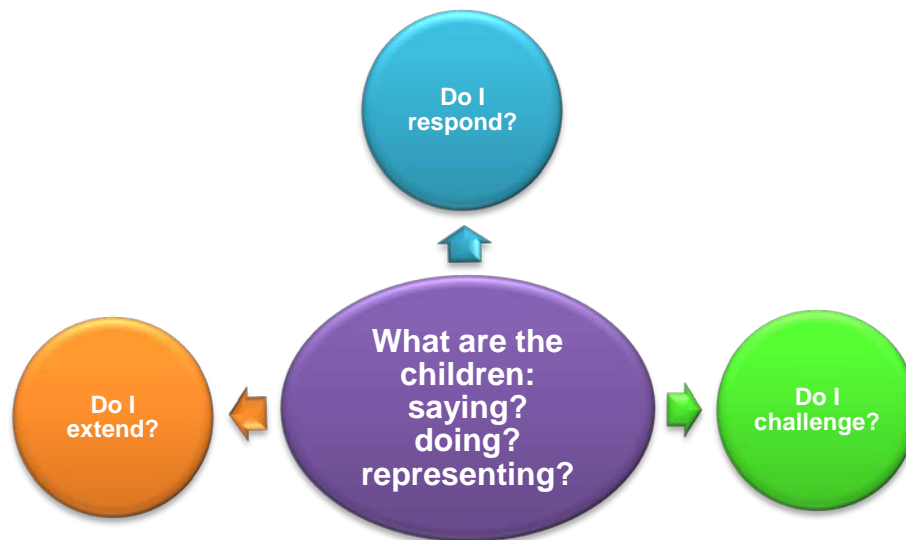 Do I
respond?
What are the
children:
saying?
doing?
representing?
Do I
extend?
Do I
challenge?